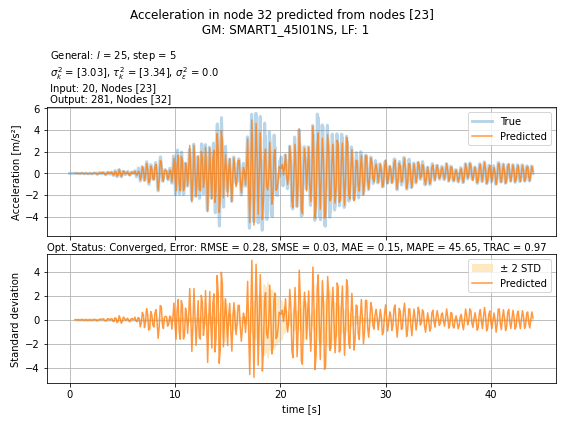 Acceleration in node 32 predicted from nodes [23]
GM: SMART1_45I01NS, LF: 1
General: l = 25, step = 5
σ²ₖ = [3.03], τ²ₖ = [3.34], σ²ₑ = 0.0
Input: 20, Nodes [23]
Output: 281, Nodes [32]
6
4
2
0
−2
−4
Acceleration [m/s²]
True
Predicted
Opt. Status: Converged, Error: RMSE = 0.28, SMSE = 0.03, MAE = 0.15, MAPE = 45.65, TRAC = 0.97
4
2
0
−2
−4
Standard deviation
± 2 STD
Predicted
0 10 20 30 40
time [s]